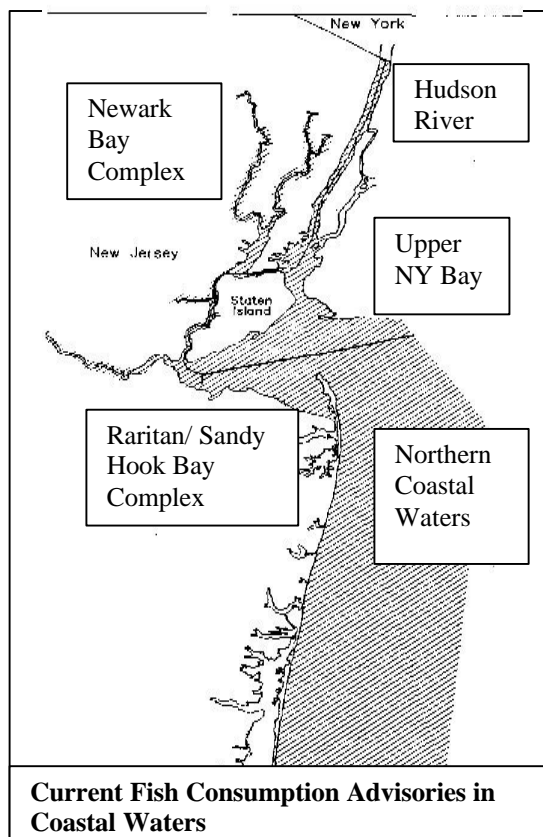 New York
Newark
Bay
Complex
Hudson
River
New Jersey
Upper
NY Bay
Staten
Island
Raritan/ Sandy
Hook Bay
Complex
Northern
Coastal
Waters
Current Fish Consumption Advisories in
Coastal Waters